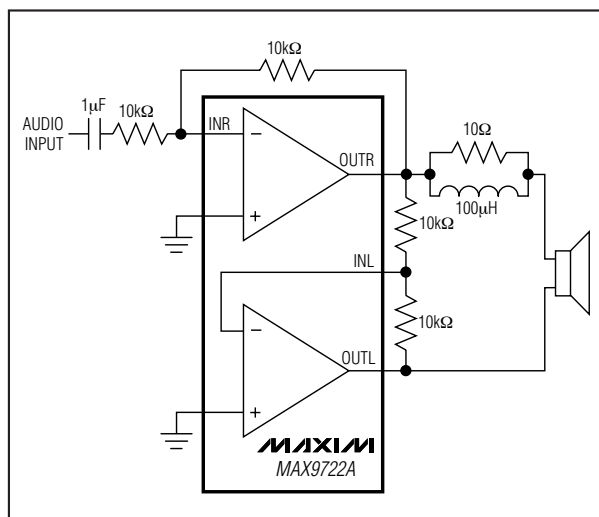 10kΩ
1µF
10kΩ
AUDIO
INPUT
INR
−
+
OUTR
10Ω
100µH
10kΩ
INL
10kΩ
−
+
OUTL
MAXIM
MAX9722A